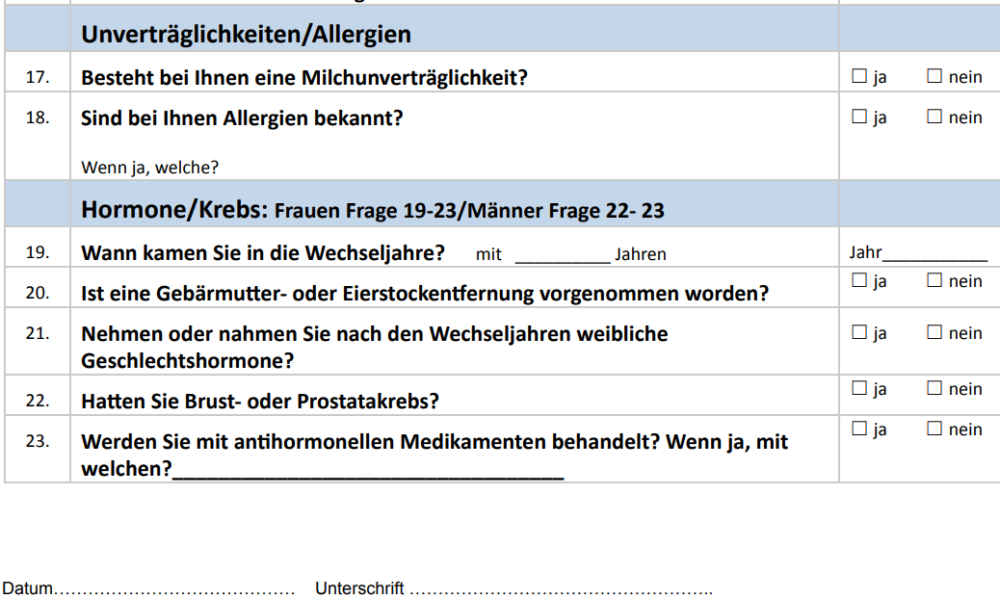 Unverträglichkeiten/Allergien
17. Besteht bei Ihnen eine Milchunverträglichkeit? ☐ ja ☐ nein
18. Sind bei Ihnen Allergien bekannt? ☐ ja ☐ nein
Wenn ja, welche?
Hormone/Krebs: Frauen Frage 19-23/Männer Frage 22- 23
19. Wann kamen Sie in die Wechseljahre? mit __________ Jahren Jahr___________
20. Ist eine Gebärmutter- oder Eierstockentfernung vorgenommen worden? ☐ ja ☐ nein
21. Nehmen oder nahmen Sie nach den Wechseljahren weibliche ☐ ja ☐ nein
Geschlechtshormone?
22. Hatten Sie Brust- oder Prostatakrebs? ☐ ja ☐ nein
23. Werden Sie mit antihormonellen Medikamenten behandelt? Wenn ja, mit ☐ ja ☐ nein
welchen?__________________________________
Datum…………………………………… Unterschrift ……………………………………………..